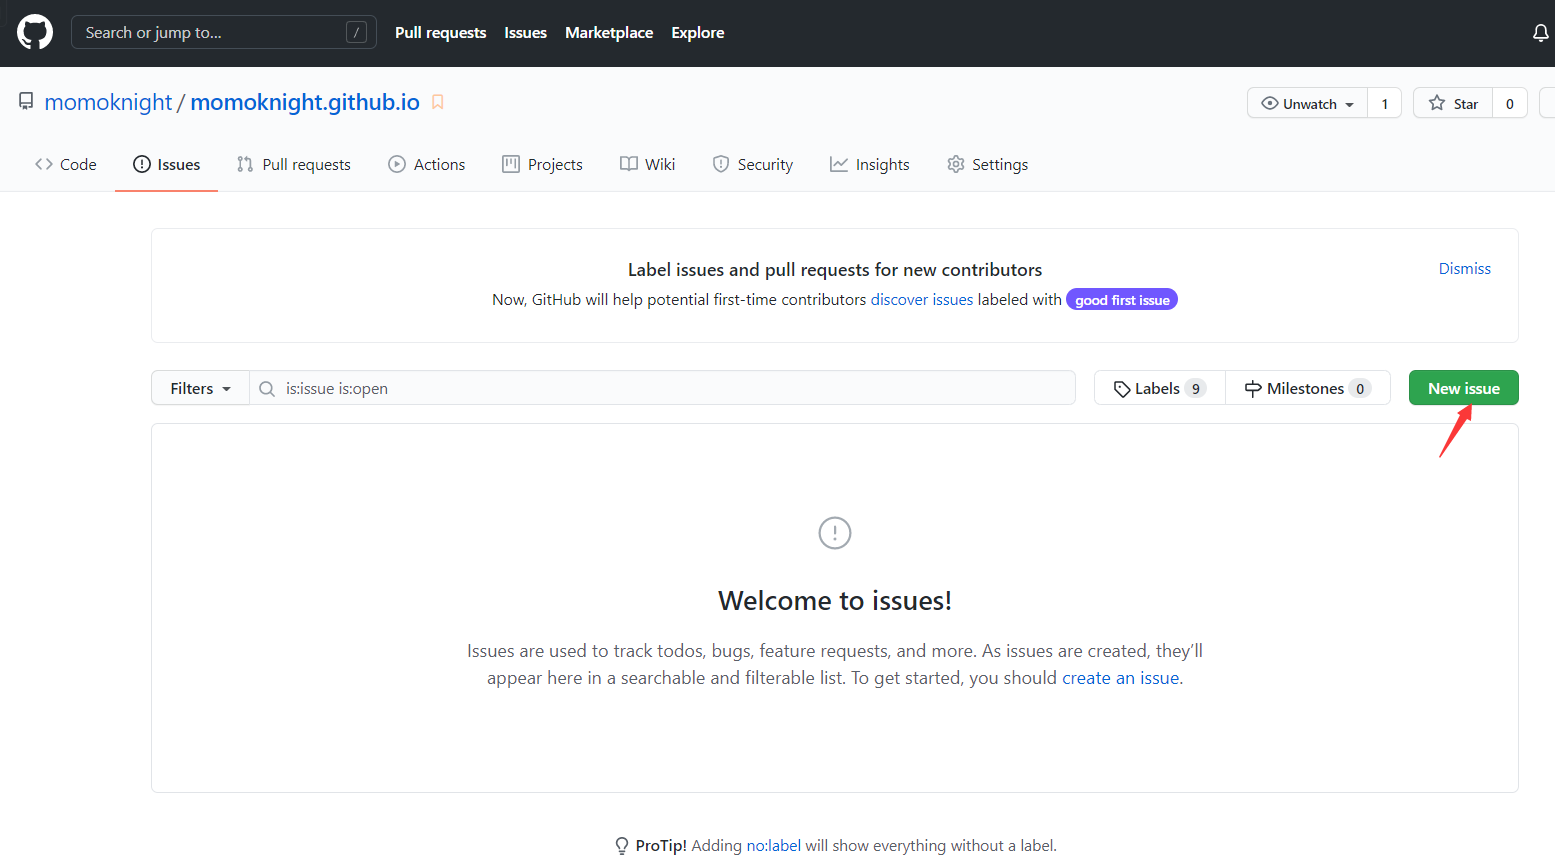 Search or jump to... / Pull requests Issues Marketplace Explore
momoknight / momoknight.github.io Unwatch 1 Star 0
Code Issues Pull requests Actions Projects Wiki Security Insights Settings
Label issues and pull requests for new contributors Dismiss
Now, GitHub will help potential first-time contributors discover issues labeled with good first issue
Filters is:issue is:open Labels 9 Milestones 0 New issue
Welcome to issues!
Issues are used to track todos, bugs, feature requests, and more. As issues are created, they’ll
appear here in a searchable and filterable list. To get started, you should create an issue.
ProTip! Adding no:label will show everything without a label.